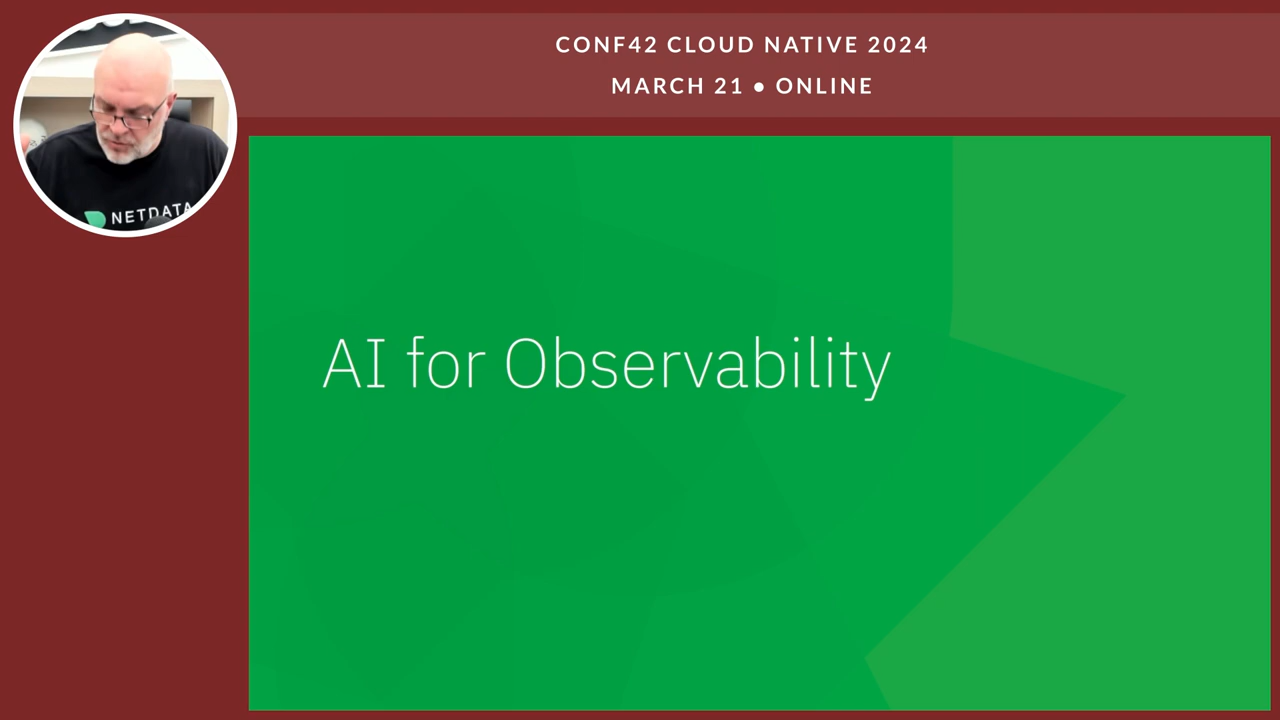 CONF42 CLOUD NATIVE 2024
MARCH 21 ● ONLINE
NETDATA
AI for Observability